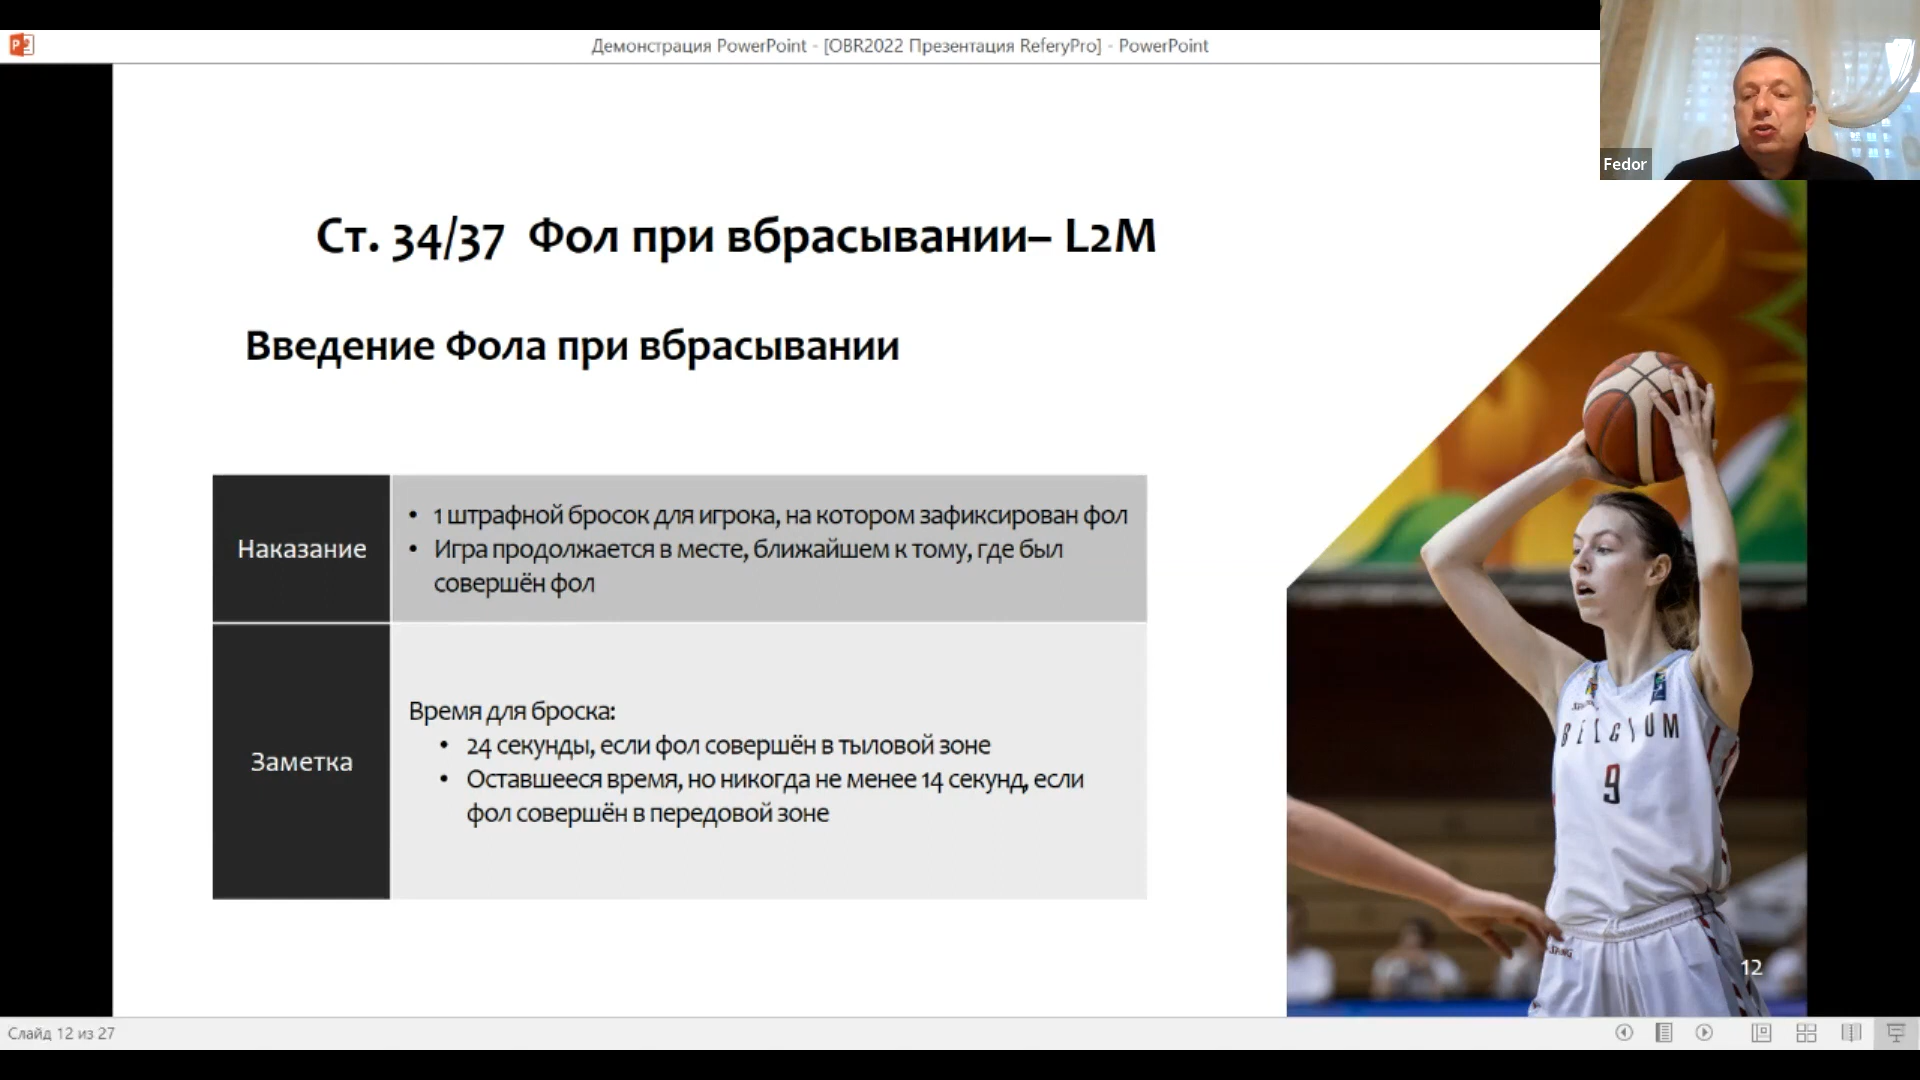 Демонстрация PowerPoint - [OBR2022 Презентация ReferyPro] - PowerPoint
Fedor
Ст. 34/37 Фол при вбрасывании– L2M
Введение Фола при вбрасывании
Наказание
• 1 штрафной бросок для игрока, на котором зафиксирован фол
• Игра продолжается в месте, ближайшем к тому, где был
совершён фол
Заметка
Время для броска:
• 24 секунды, если фол совершён в тыловой зоне
• Оставшееся время, но никогда не менее 14 секунд, если
фол совершён в передовой зоне
BELGIUM
9
12
Слайд 12 из 27